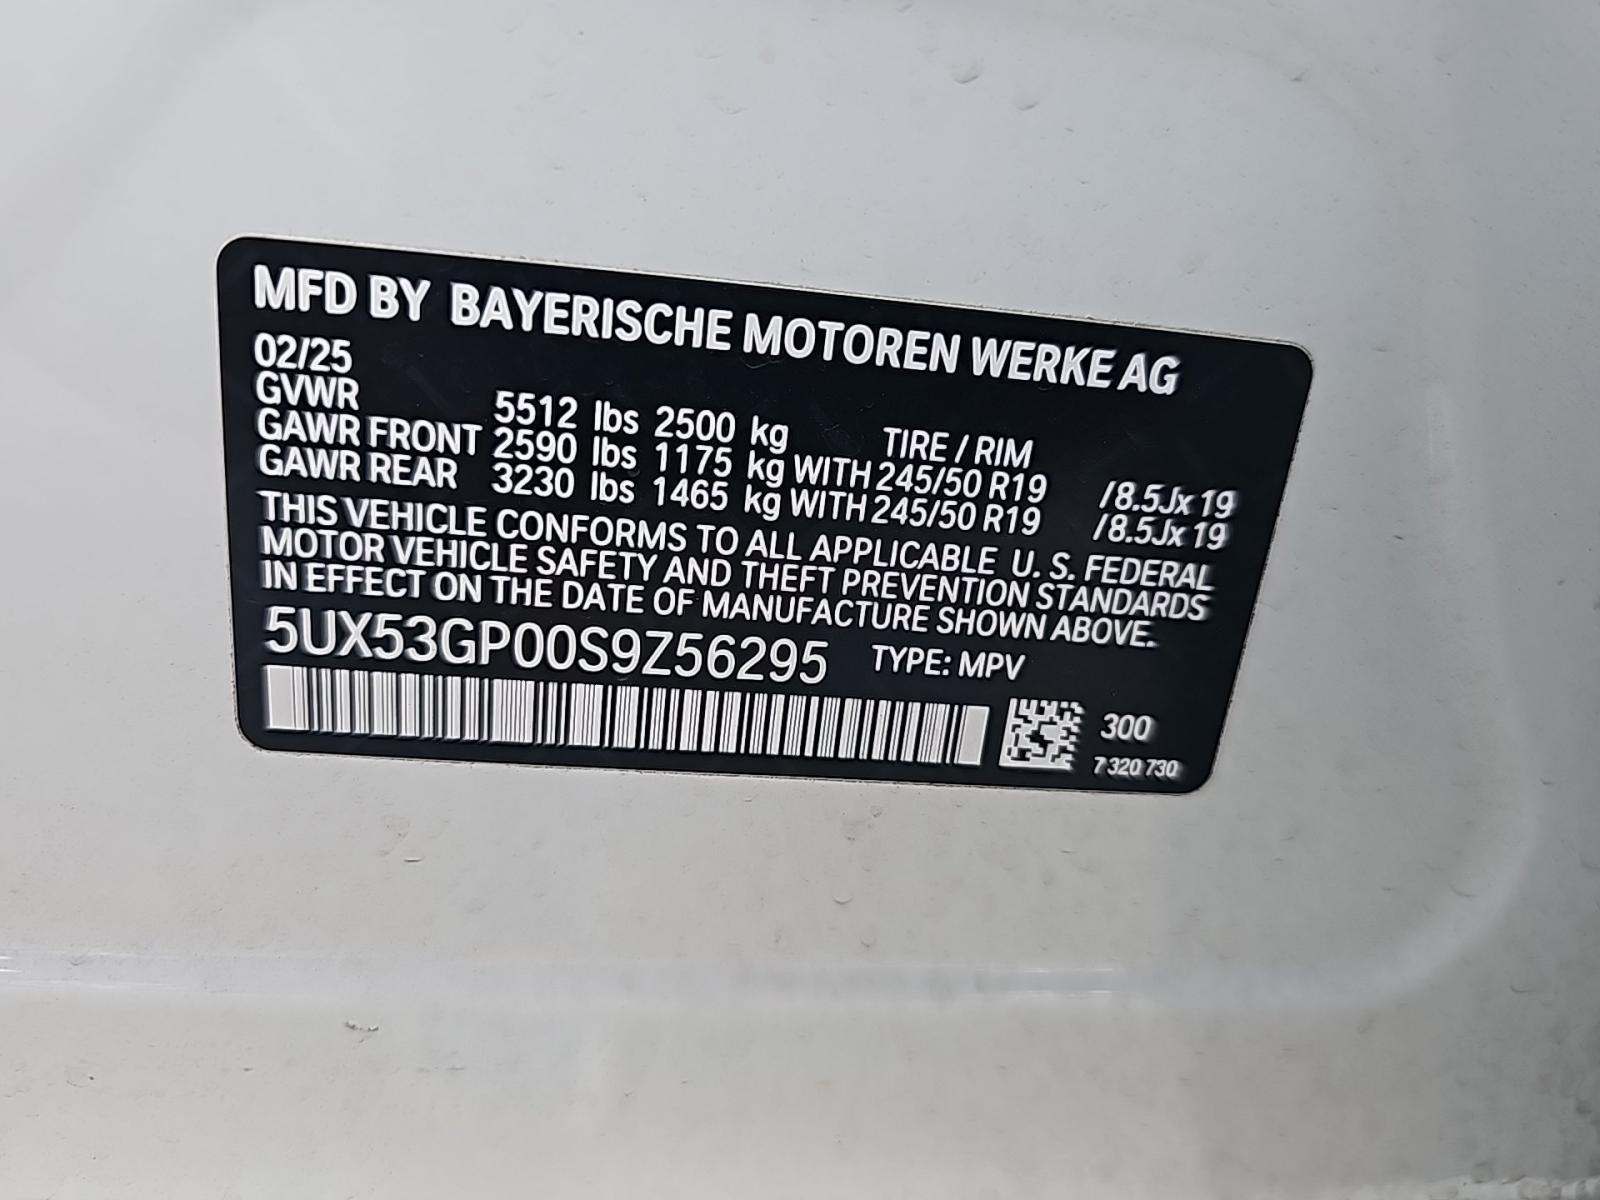 MFD BY BAYERISCHE MOTOREN WERKE AG
02/25
GVWR 5512 lbs 2500 kg TIRE / RIM
GAWR FRONT 2590 lbs 1175 kg WITH 245/50 R19 /8.5Jx 19
GAWR REAR 3230 lbs 1465 kg WITH 245/50 R19 /8.5Jx 19
THIS VEHICLE CONFORMS TO ALL APPLICABLE U. S. FEDERAL
MOTOR VEHICLE SAFETY AND THEFT PREVENTION STANDARDS
IN EFFECT ON THE DATE OF MANUFACTURE SHOWN ABOVE.
5UX53GP00S9Z56295 TYPE: MPV
300
7 320 730